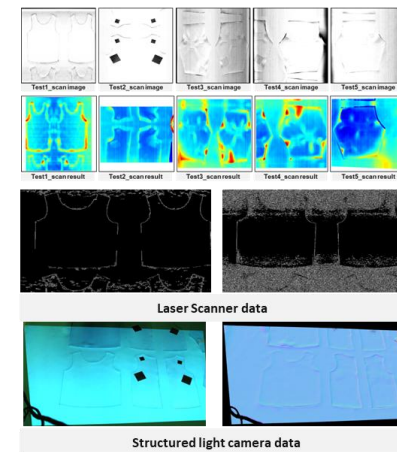 Test1_scan image Test2_scan image Test3_scan image Test4_scan image Test5_scan image
Test1_scan result Test2_scan result Test3_scan result Test4_scan result Test5_scan result
Laser Scanner data
Structured light camera data